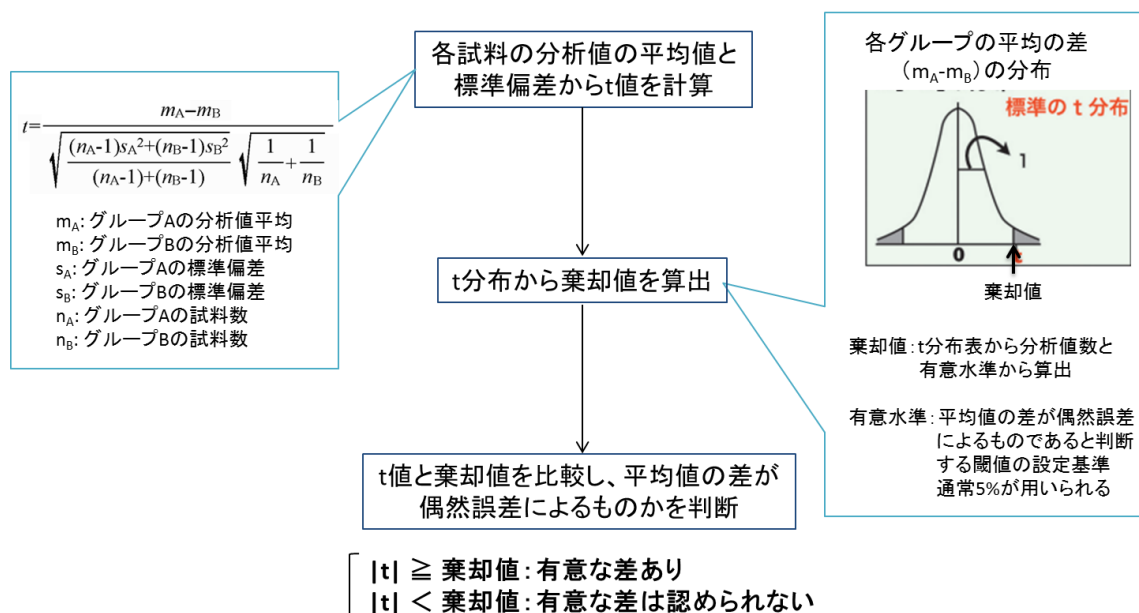 各試料の分析値の平均値と
標準偏差からt値を計算
t=
mA−mB
(nA-1)sA²+(nB-1)sB²
(nA-1)+(nB-1)
√ √ 1/nA + 1/nB
mA: グループAの分析値平均
mB: グループBの分析値平均
sA: グループAの標準偏差
sB: グループBの標準偏差
nA: グループAの試料数
nB: グループBの試料数
t分布から棄却値を算出
各グループの平均の差
（mA-mB）の分布
標準の t 分布
1
0
t
棄却値
棄却値：t分布表から分析値数と
有意水準から算出
有意水準：平均値の差が偶然誤差
によるものであると判断
する閾値の設定基準
通常5%が用いられる
t値と棄却値を比較し、平均値の差が
偶然誤差によるものかを判断
|t| ≧ 棄却値：有意な差あり
|t| < 棄却値：有意な差は認められない